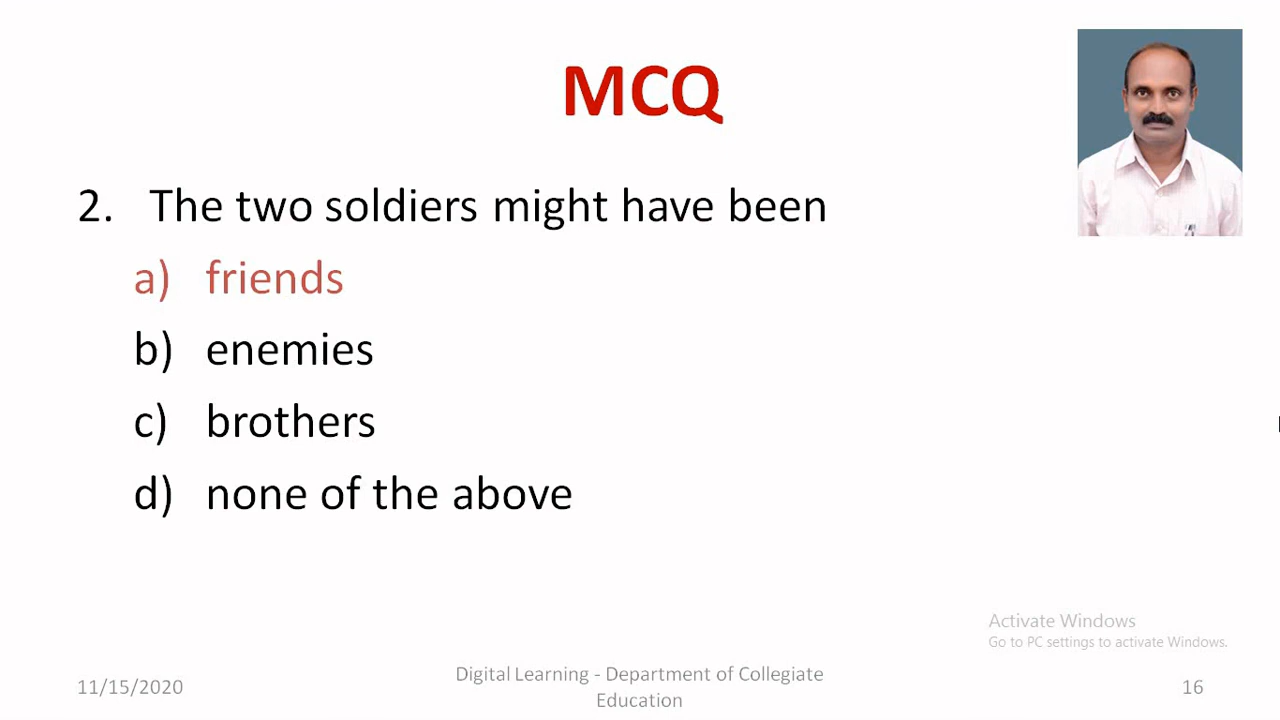 MCQ
2. The two soldiers might have been
a) friends
b) enemies
c) brothers
d) none of the above
Activate Windows
Go to PC settings to activate Windows.
11/15/2020
Digital Learning - Department of Collegiate
Education
16